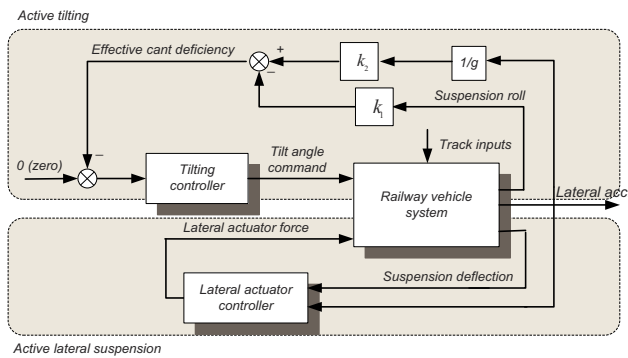 Active tilting
Effective cant deficiency
+
k₂
1/g
–
k₁
Suspension roll
0 (zero)
–
Tilting
controller
Tilt angle
command
Track inputs
Railway vehicle
system
Lateral acc
Lateral actuator force
Suspension deflection
Lateral actuator
controller
Active lateral suspension